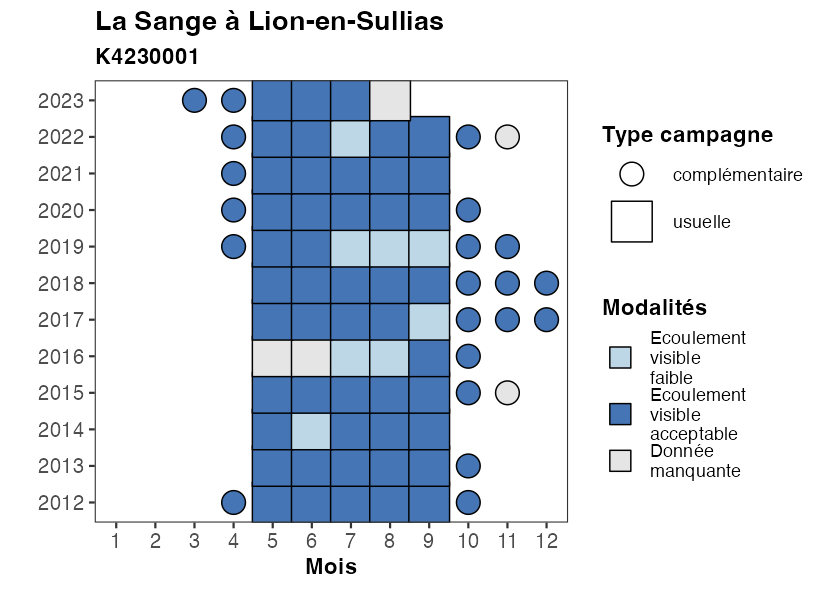 La Sange à Lion-en-Sullias
K4230001
2023
2022
2021
2020
2019
2018
2017
2016
2015
2014
2013
2012
1 2 3 4 5 6 7 8 9 10 11 12
Mois
Type campagne
complémentaire
usuelle
Modalités
Ecoulement
visible
faible
Ecoulement
visible
acceptable
Donnée
manquante